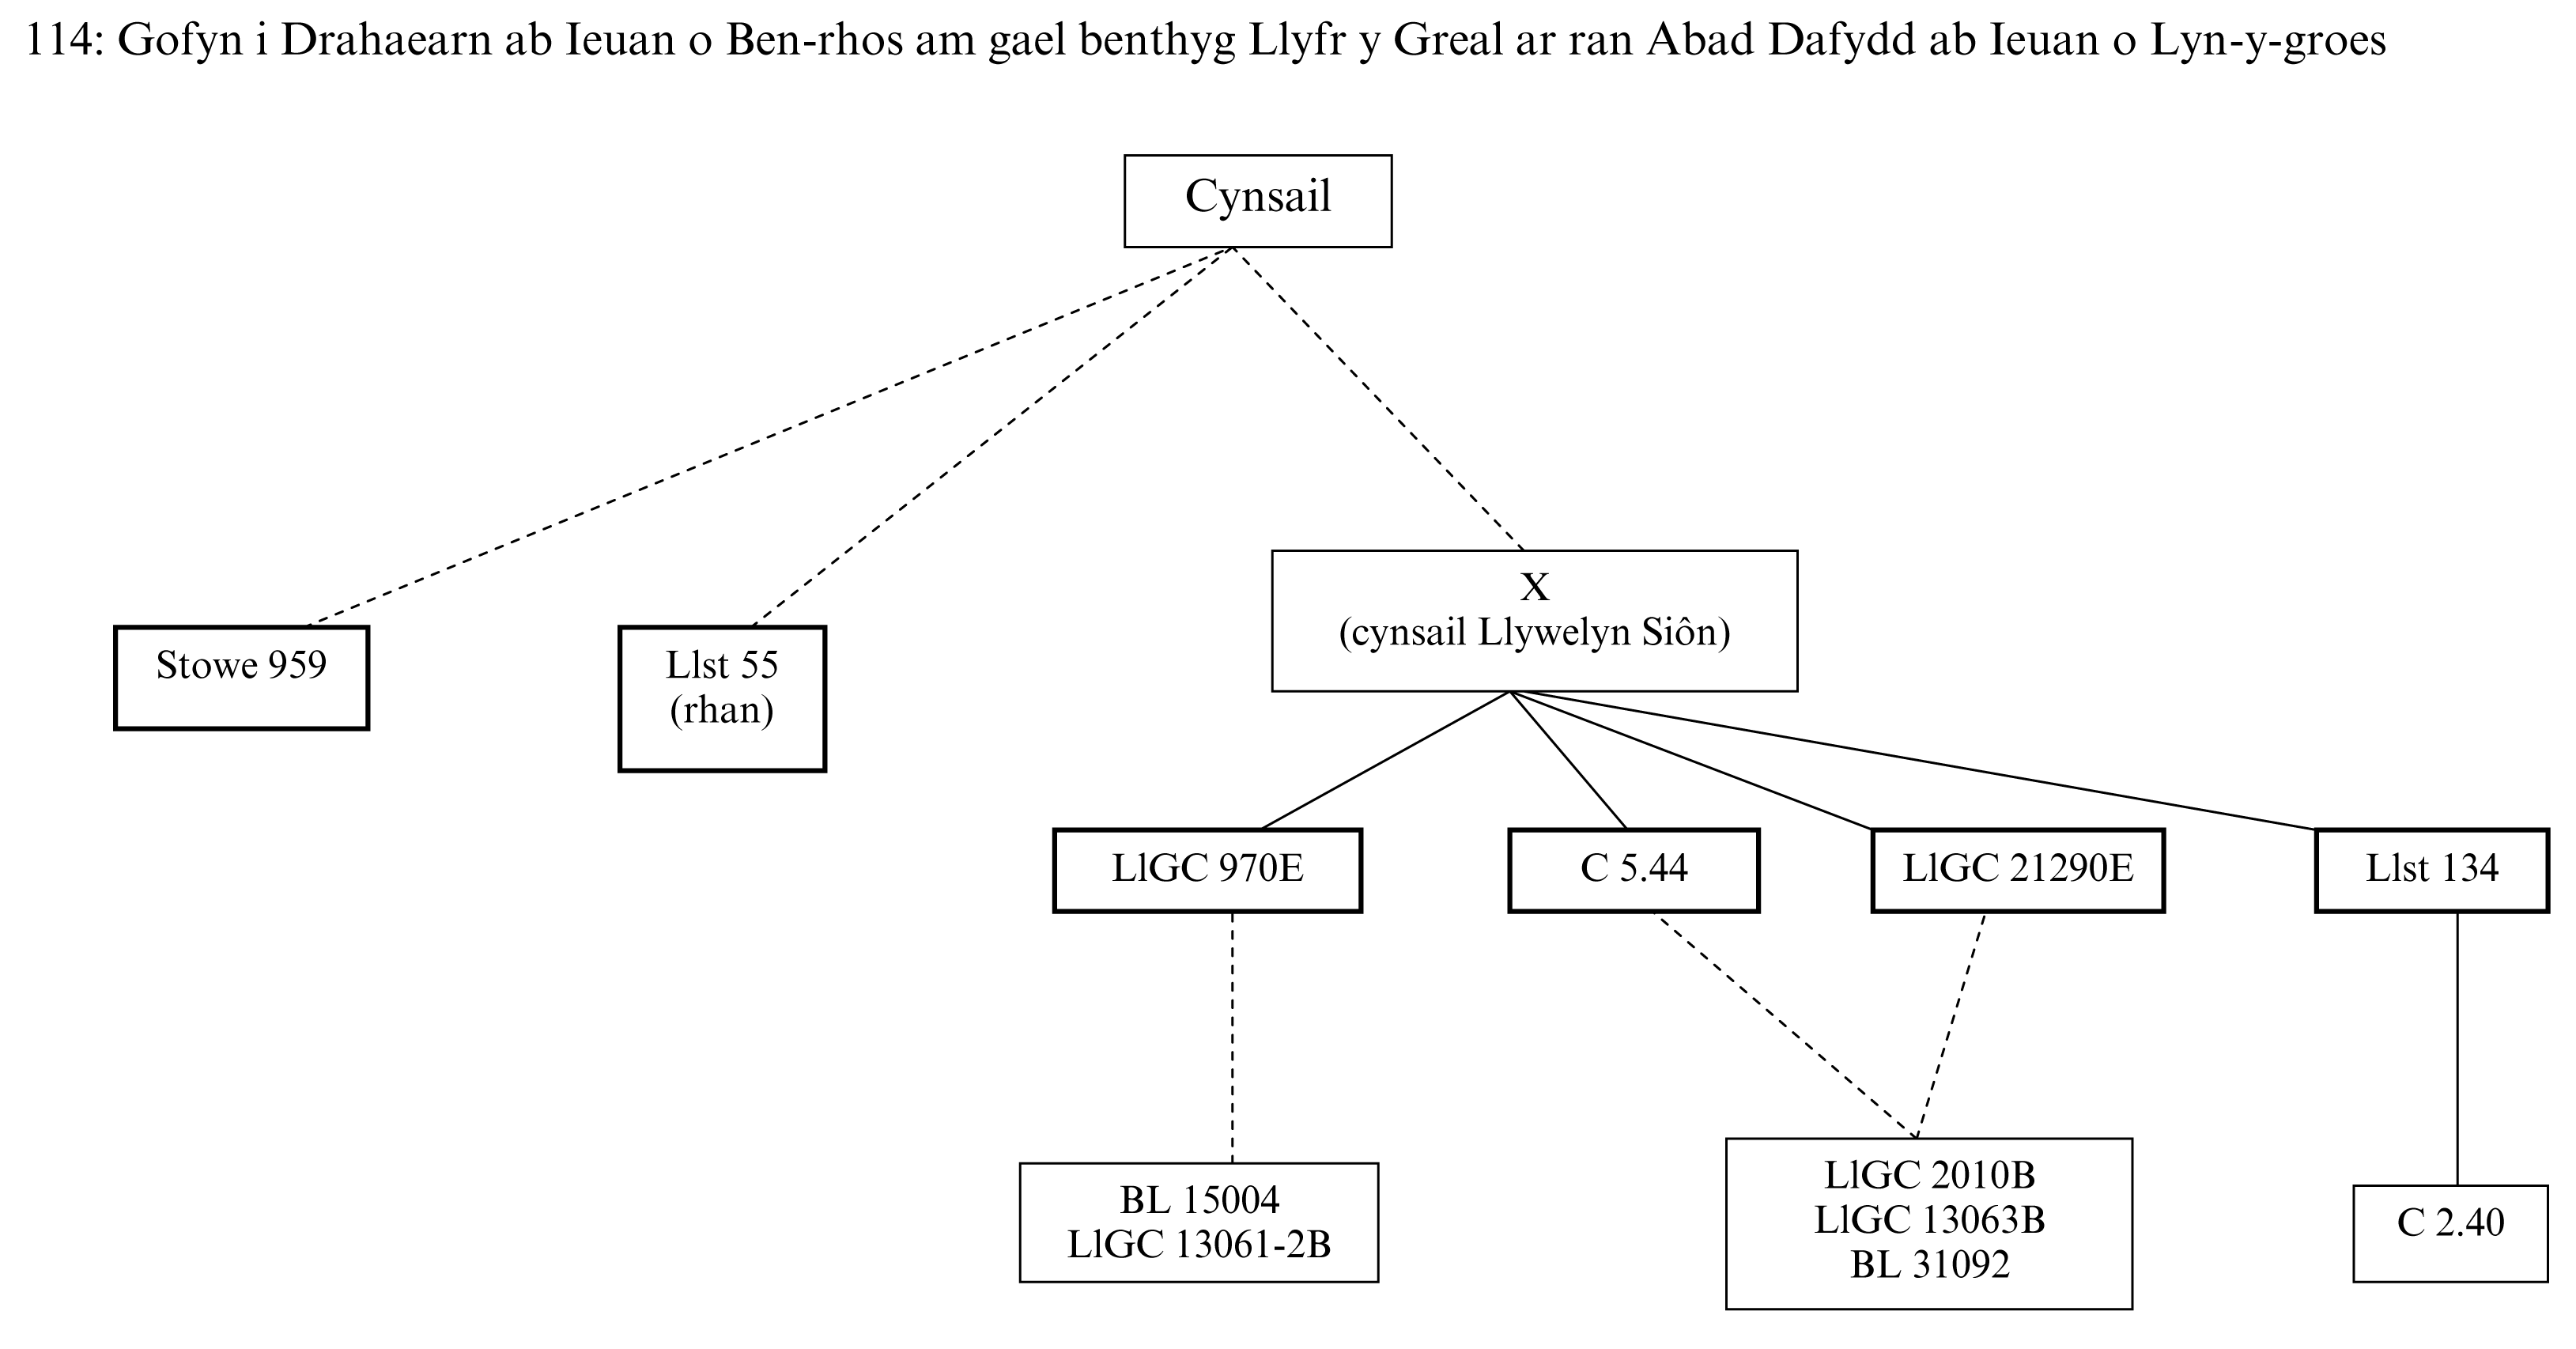 114: Gofyn i Drahaearn ab Ieuan o Ben-rhos am gael benthyg Llyfr y Greal ar ran Abad Dafydd ab Ieuan o Lyn-y-groes
Cynsail
X
(cynsail Llywelyn Siôn)
Stowe 959
Llst 55
(rhan)
LlGC 970E
C 5.44
LlGC 21290E
Llst 134
BL 15004
LlGC 13061-2B
LlGC 2010B
LlGC 13063B
BL 31092
C 2.40